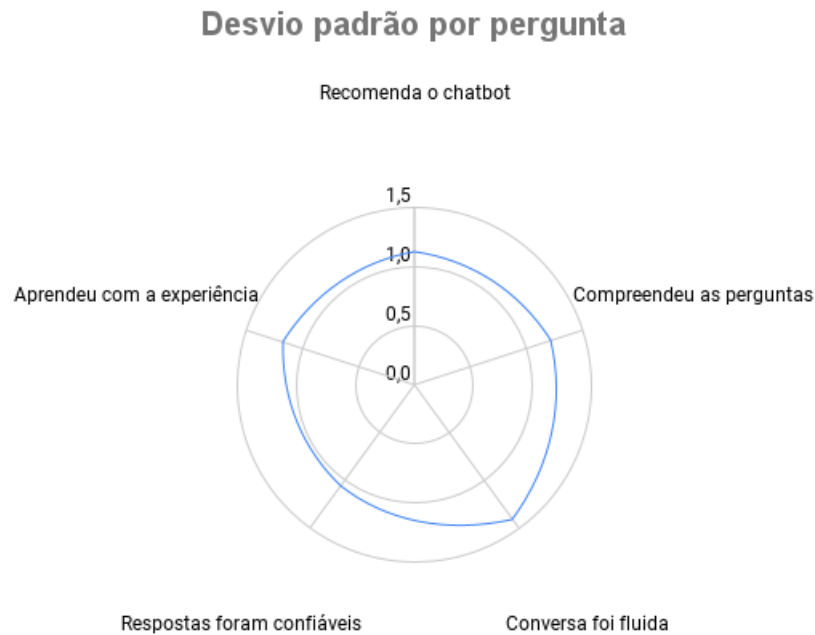 Desvio padrão por pergunta
Recomenda o chatbot
1,5
1,0
Aprendeu com a experiência
Compreendeu as perguntas
0,5
0,0
Respostas foram confiáveis
Conversa foi fluida